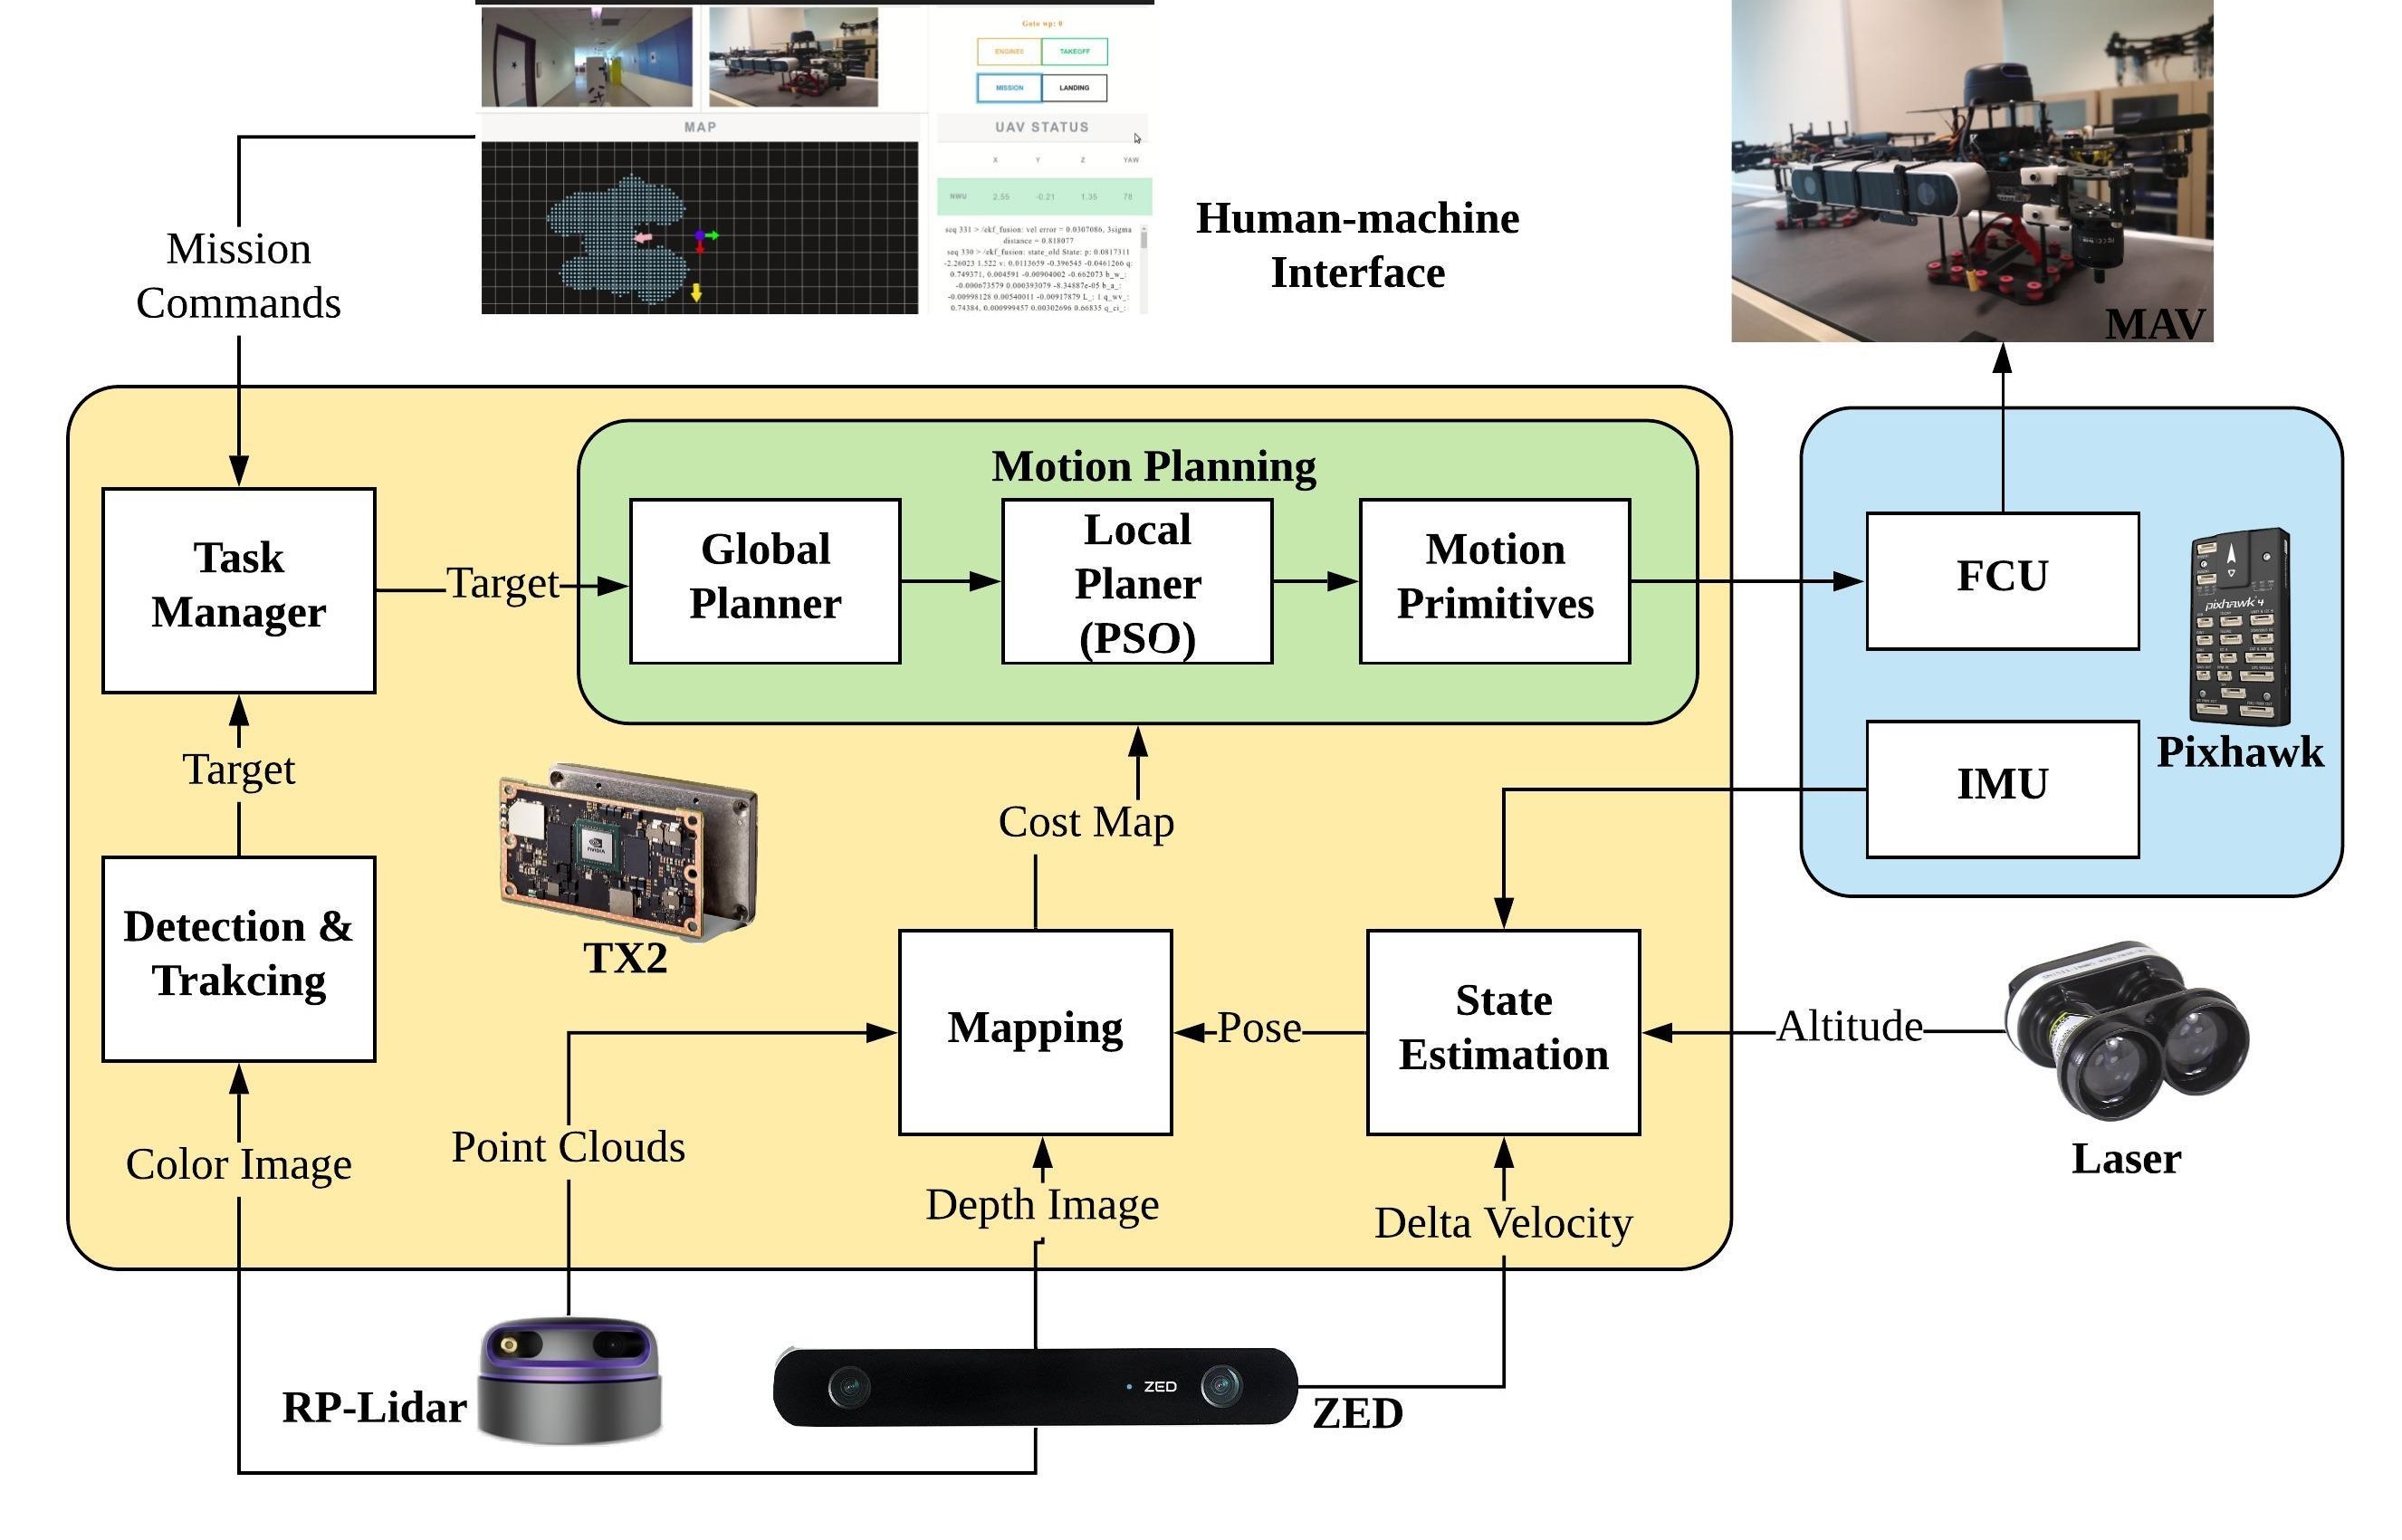 Goto wp: 0
ENGINES
TAKEOFF
MISSION
LANDING
MAP
UAV STATUS
X
Y
Z
YAW
NWU
2.55
-0.21
1.35
78
seq 331 > /ekf_fusion: vel error = 0.0307086, 3sigma
distance = 0.818077
seq 330 > /ekf_fusion: state_old State: p: 0.0817311
-2.26023 1.522 v: 0.0113659 -0.396545 -0.0461266 q:
0.749371, 0.004591 -0.00904002 -0.662073 b_w_:
-0.000673579 0.000393079 -8.34887e-05 b_a_:
-0.00998128 0.00540011 -0.00917879 L_: 1 q_wv_:
0.74384, 0.000999457 0.00302696 0.66835 q_ci_:
Human-machine
Interface
MAV
Mission
Commands
Motion Planning
Task
Manager
Target
Global
Planner
Local
Planer
(PSO)
Motion
Primitives
FCU
pixhawk 4
Pixhawk
IMU
Target
Cost Map
NVIDIA
TX2
Detection &
Trakcing
Mapping
Pose
State
Estimation
Altitude
Laser
Color Image
Point Clouds
Depth Image
Delta Velocity
RP-Lidar
ZED
ZED